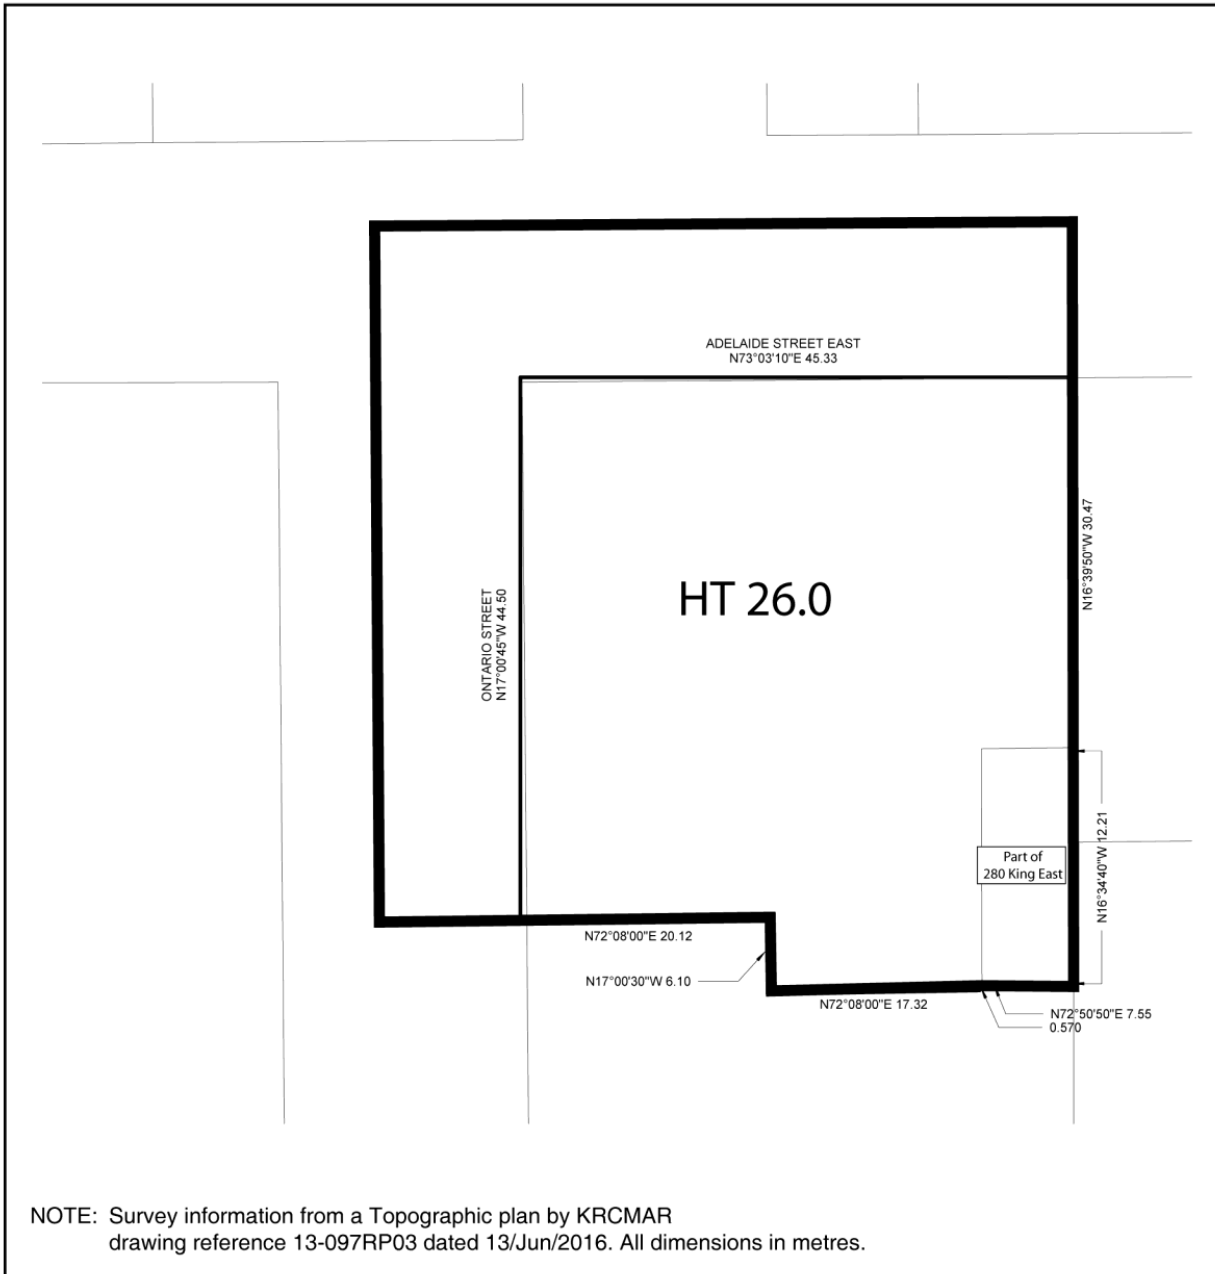 ADELAIDE STREET EAST
N73°03'10"E 45.33
N16°39'50"W 30.47
HT 26.0
ONTARIO STREET
N17°00'45"W 44.50
N16°34'40"W 12.21
Part of
280 King East
N72°08'00"E 20.12
N17°00'30"W 6.10
N72°08'00"E 17.32
N72°50'50"E 7.55
0.570
NOTE: Survey information from a Topographic plan by KRCMAR
drawing reference 13-097RP03 dated 13/Jun/2016. All dimensions in metres.